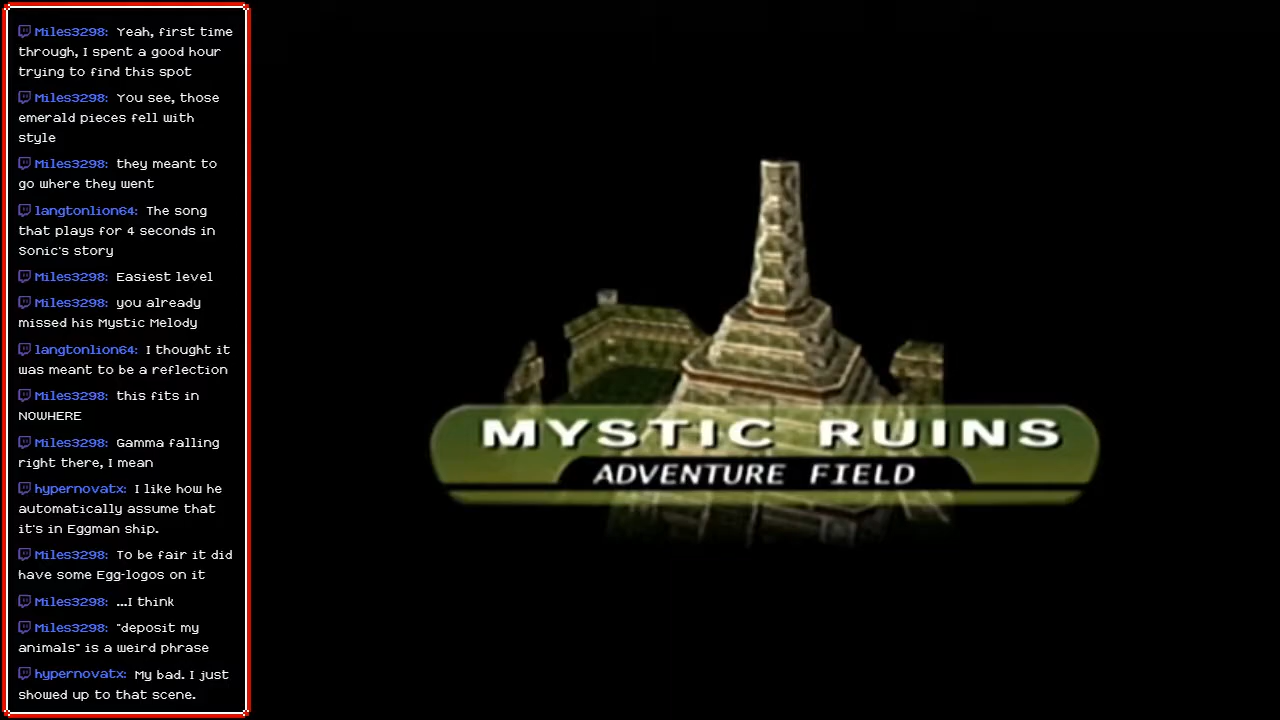 Miles3298: Yeah, first time
through, I spent a good hour
trying to find this spot
Miles3298: You see, those
emerald pieces fell with
style
Miles3298: they meant to
go where they went
langtonlion64: The song
that plays for 4 seconds in
Sonic's story
Miles3298: Easiest level
Miles3298: you already
missed his Mystic Melody
langtonlion64: I thought it
was meant to be a reflection
Miles3298: this fits in
NOWHERE
Miles3298: Gamma falling
right there, I mean
hypernovatx: I like how he
automatically assume that
it's in Eggman ship.
Miles3298: To be fair it did
have some Egg-logos on it
Miles3298: ...I think
Miles3298: "deposit my
animals" is a weird phrase
hypernovatx: My bad. I just
showed up to that scene.
MYSTIC RUINS
ADVENTURE FIELD